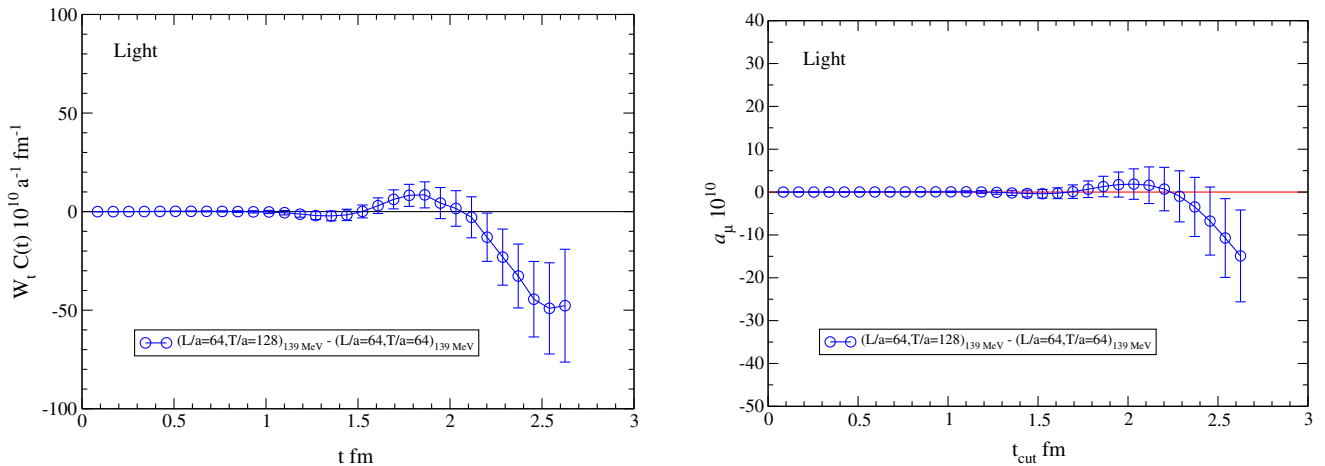 Light
100
50
0
-50
-100
W_t C(t) 10^10 a^-1 fm^-1
(L/a=64,T/a=128)_139 MeV - (L/a=64,T/a=64)_139 MeV
0 0.5 1 1.5 2 2.5 3
t fm
Light
40
30
20
10
0
-10
-20
-30
-40
-50
a_μ 10^10
(L/a=64,T/a=128)_139 MeV - (L/a=64,T/a=64)_139 MeV
0 0.5 1 1.5 2 2.5 3
t_cut fm